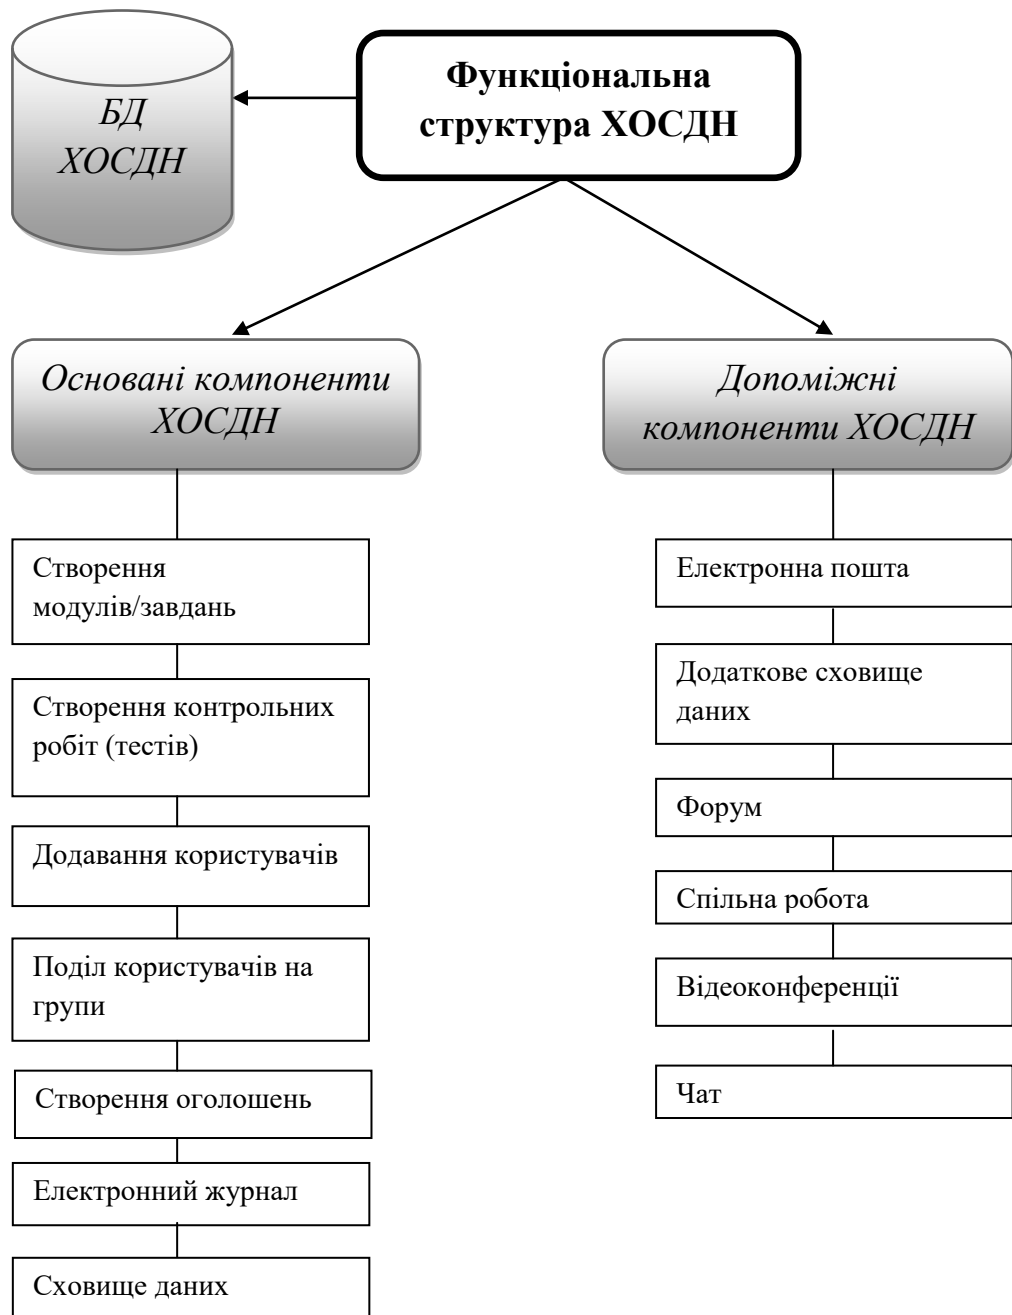 БД
ХОСДН
Функціональна
структура ХОСДН
Основані компоненти
ХОСДН
Створення
модулів/завдань
Створення контрольних
робіт (тестів)
Додавання користувачів
Поділ користувачів на
групи
Створення оголошень
Електронний журнал
Сховище даних
Допоміжні
компоненти ХОСДН
Електронна пошта
Додаткове сховище
даних
Форум
Спільна робота
Відеоконференції
Чат